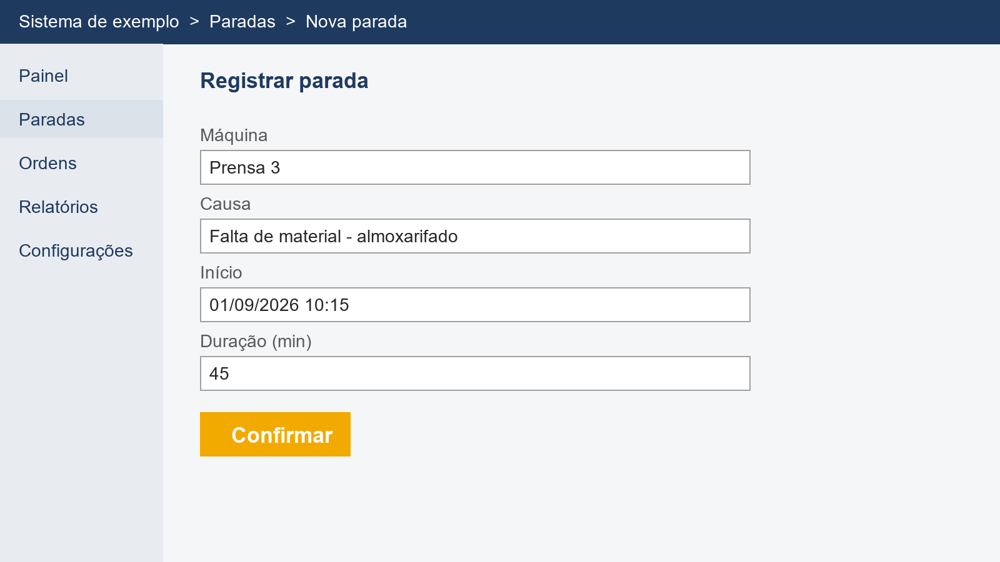 Sistema de exemplo > Paradas > Nova parada
Painel
Paradas
Ordens
Relatórios
Configurações
Registrar parada
Máquina
Prensa 3
Causa
Falta de material - almoxarifado
Início
01/09/2026 10:15
Duração (min)
45
Confirmar